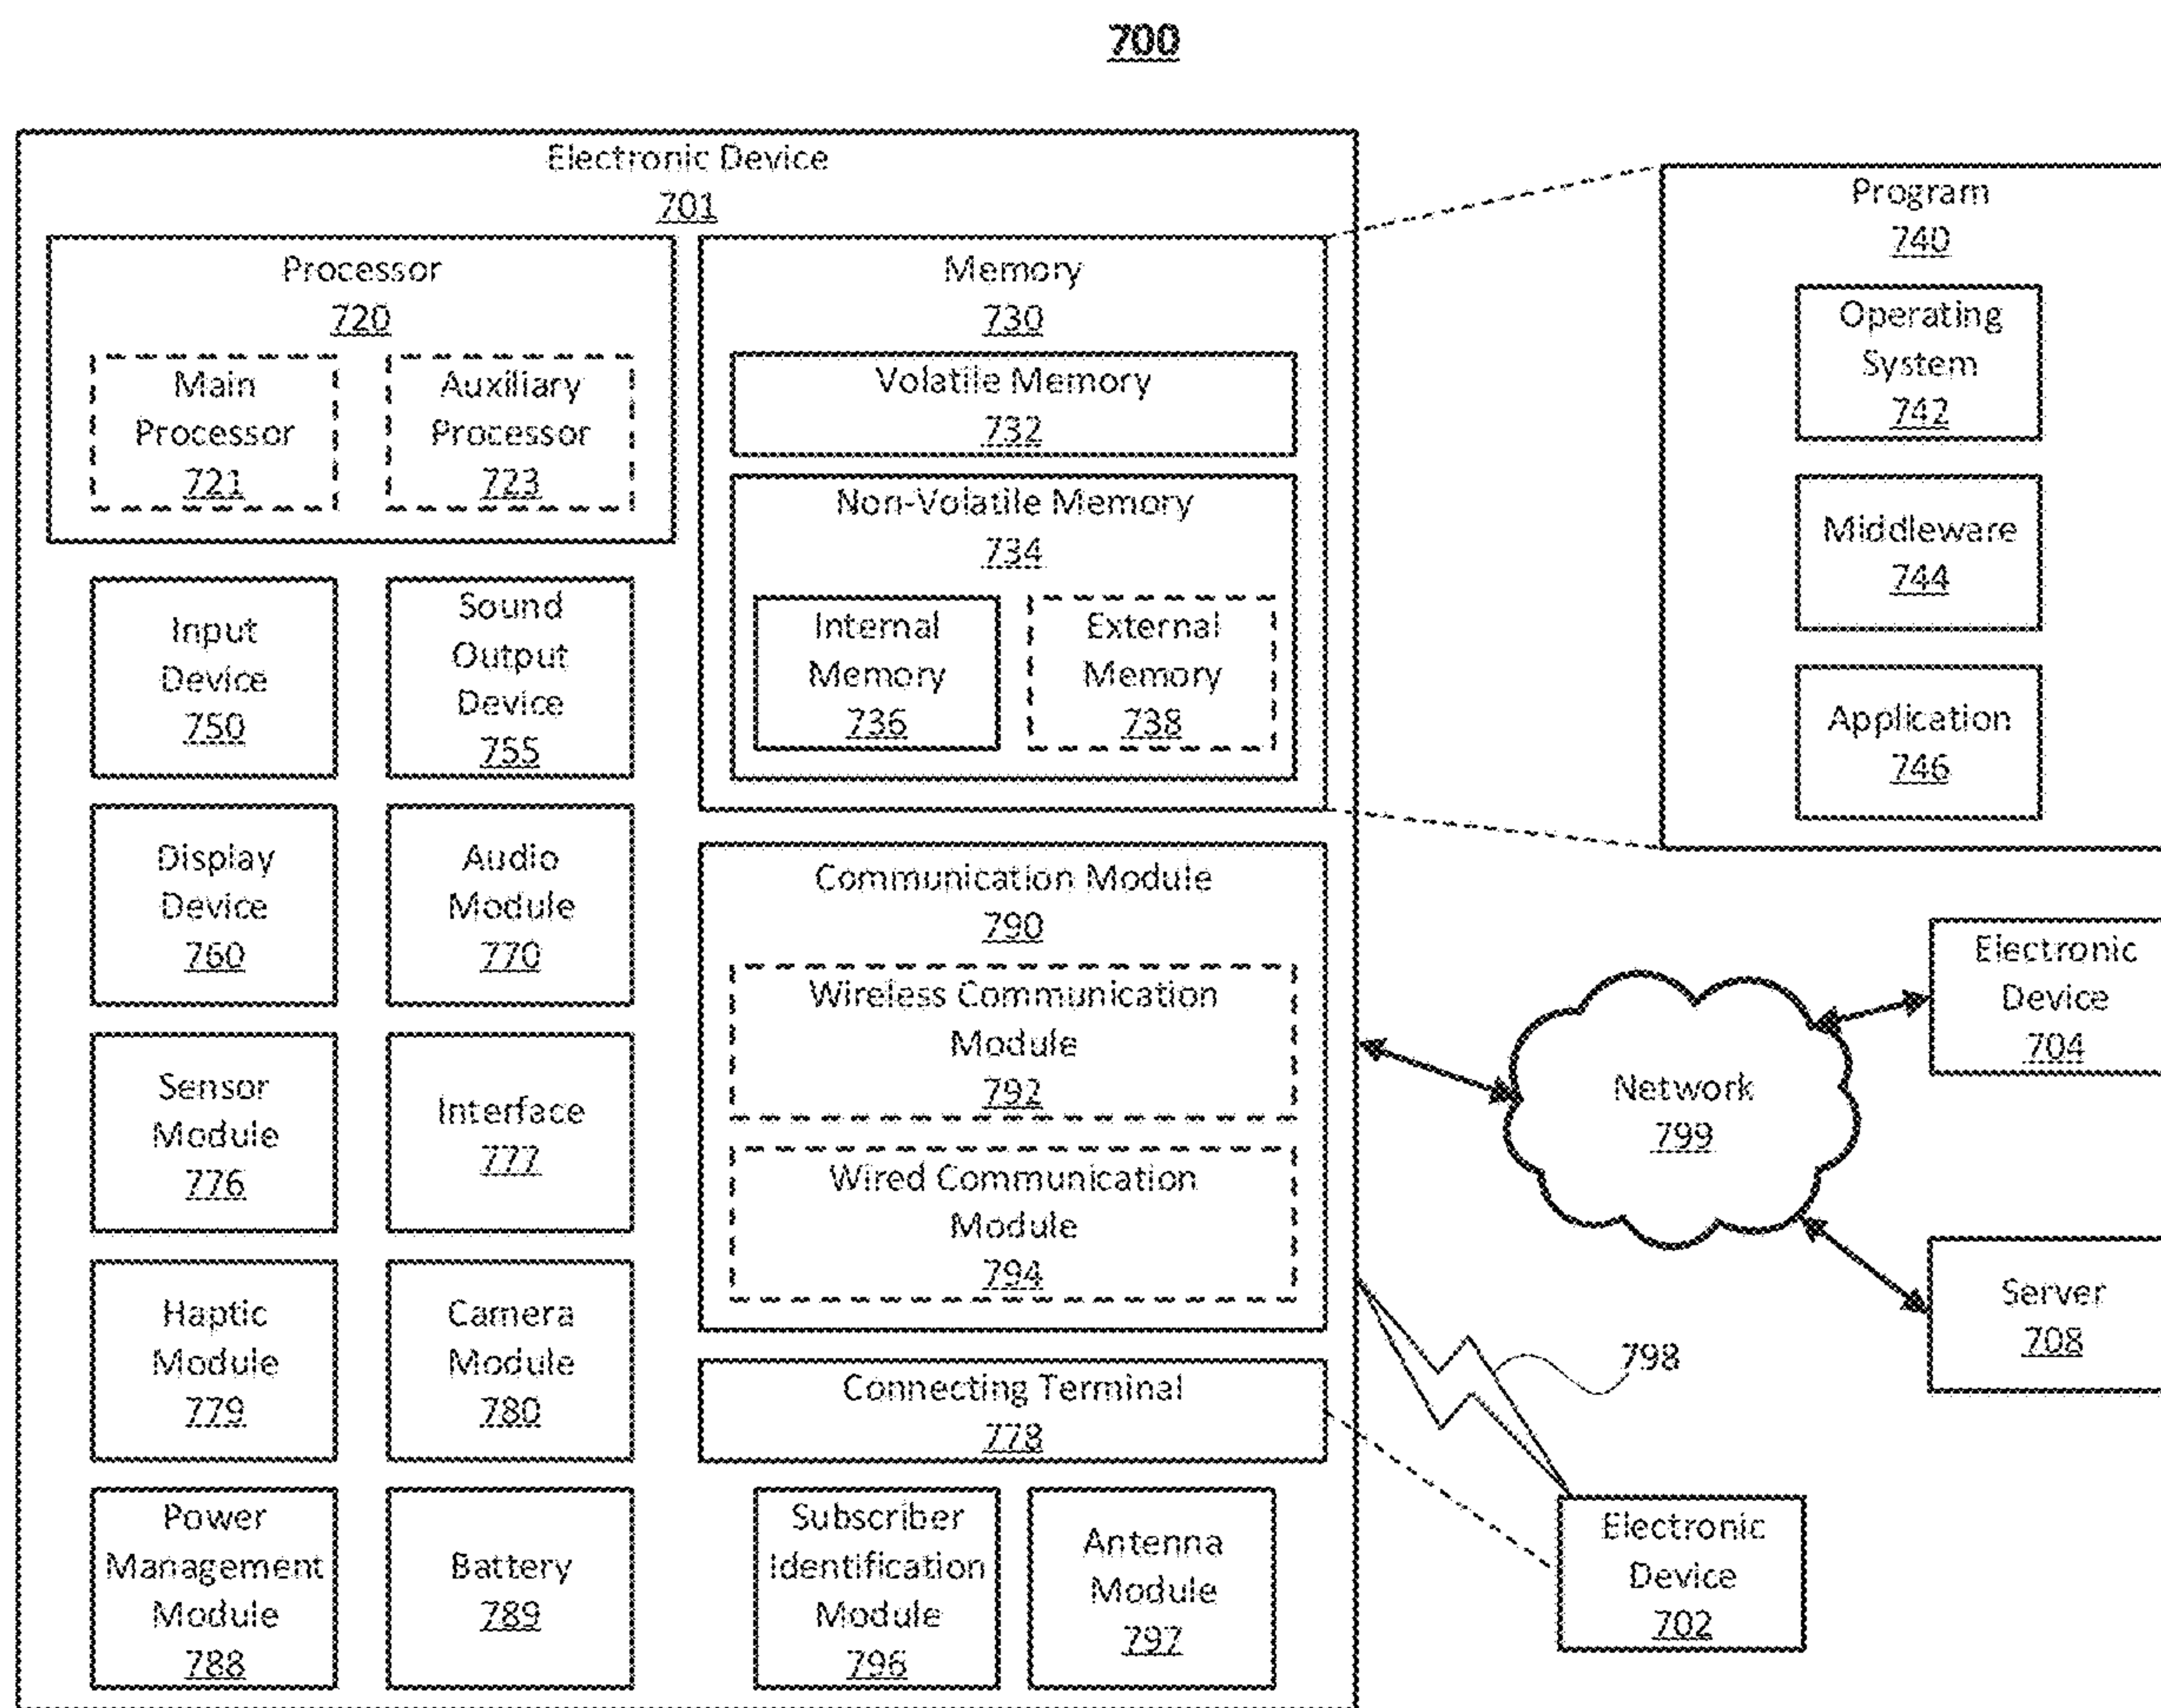 700
Electronic Device
701
Processor
720
Main
Processor
721
Auxiliary
Processor
723
Memory
730
Volatile Memory
732
Non-Volatile Memory
734
Internal
Memory
736
External
Memory
738
Program
740
Operating
System
742
Middleware
744
Application
746
Input
Device
750
Sound
Output
Device
755
Display
Device
760
Audio
Module
770
Sensor
Module
776
Interface
777
Haptic
Module
779
Camera
Module
780
Power
Management
Module
788
Battery
789
Communication Module
790
Wireless Communication
Module
792
Wired Communication
Module
794
Connecting Terminal
778
Subscriber
Identification
Module
796
Antenna
Module
797
Network
799
Electronic
Device
704
Server
708
798
Electronic
Device
702